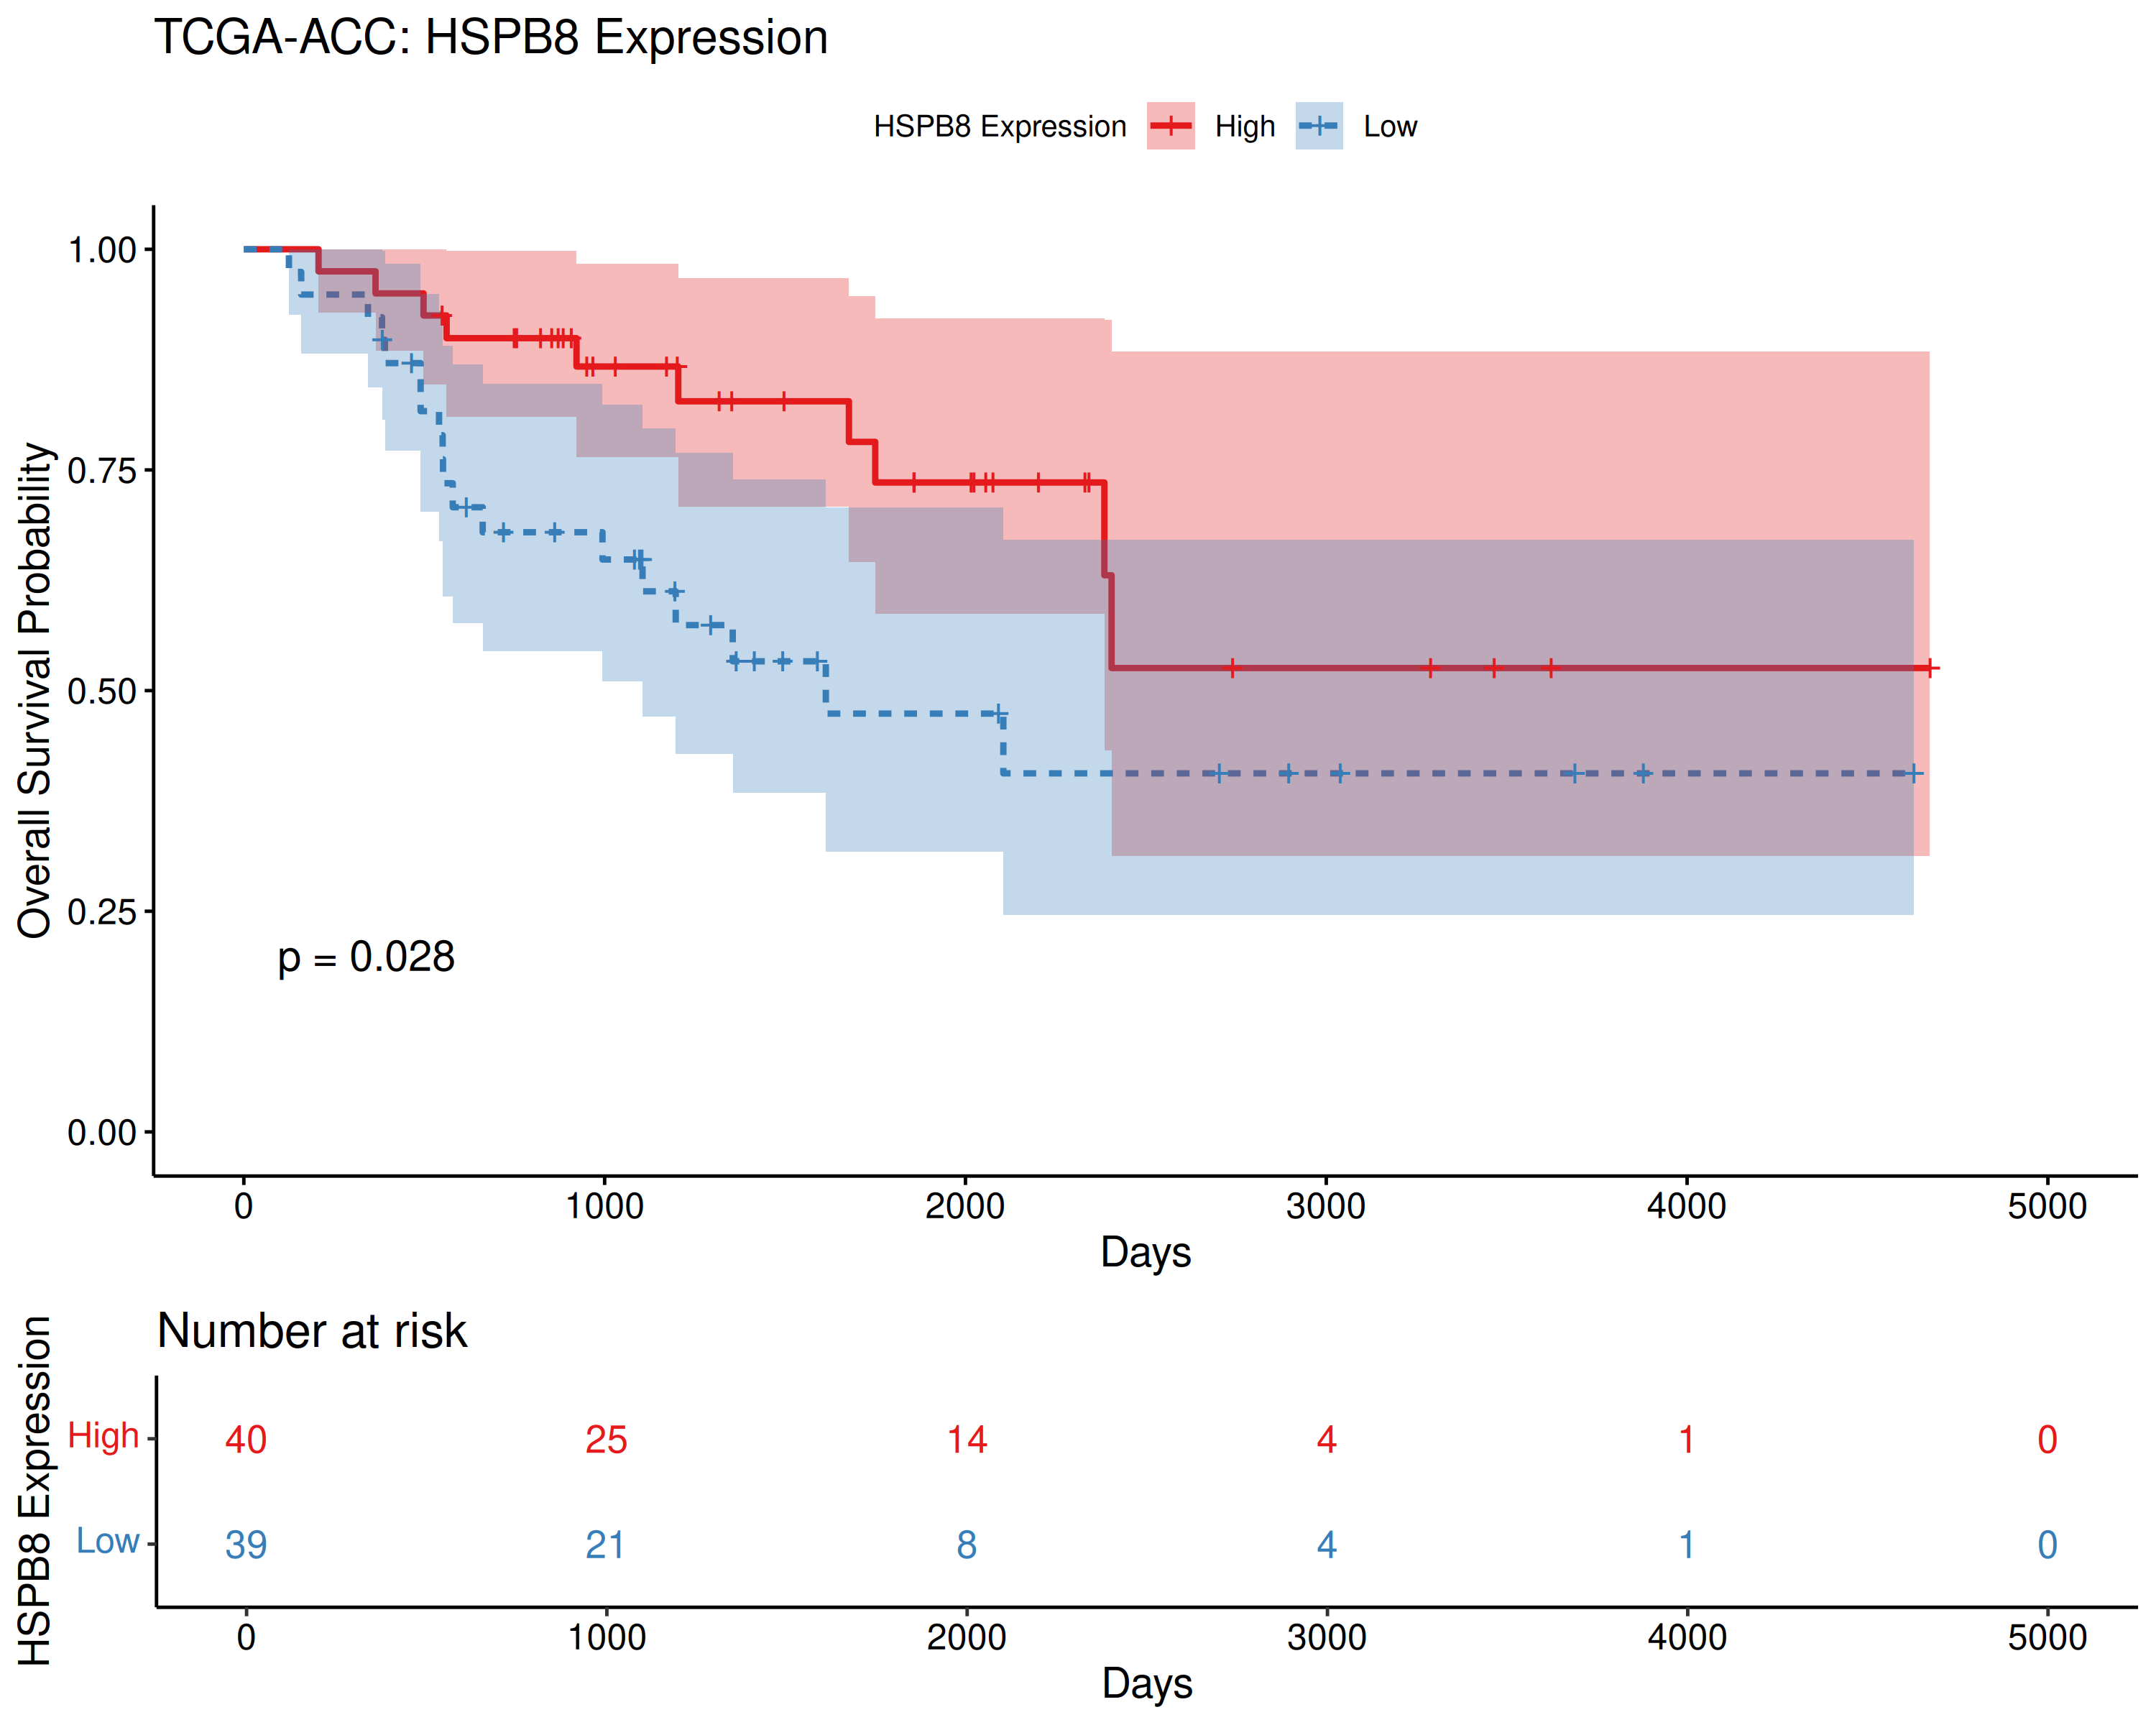 TCGA-ACC: HSPB8 Expression
HSPB8 Expression High Low
Overall Survival Probability
1.00
0.75
0.50
0.25
0.00
p = 0.028
0 1000 2000 3000 4000 5000
Days
Number at risk
HSPB8 Expression
High 40 25 14 4 1 0
Low 39 21 8 4 1 0
0 1000 2000 3000 4000 5000
Days